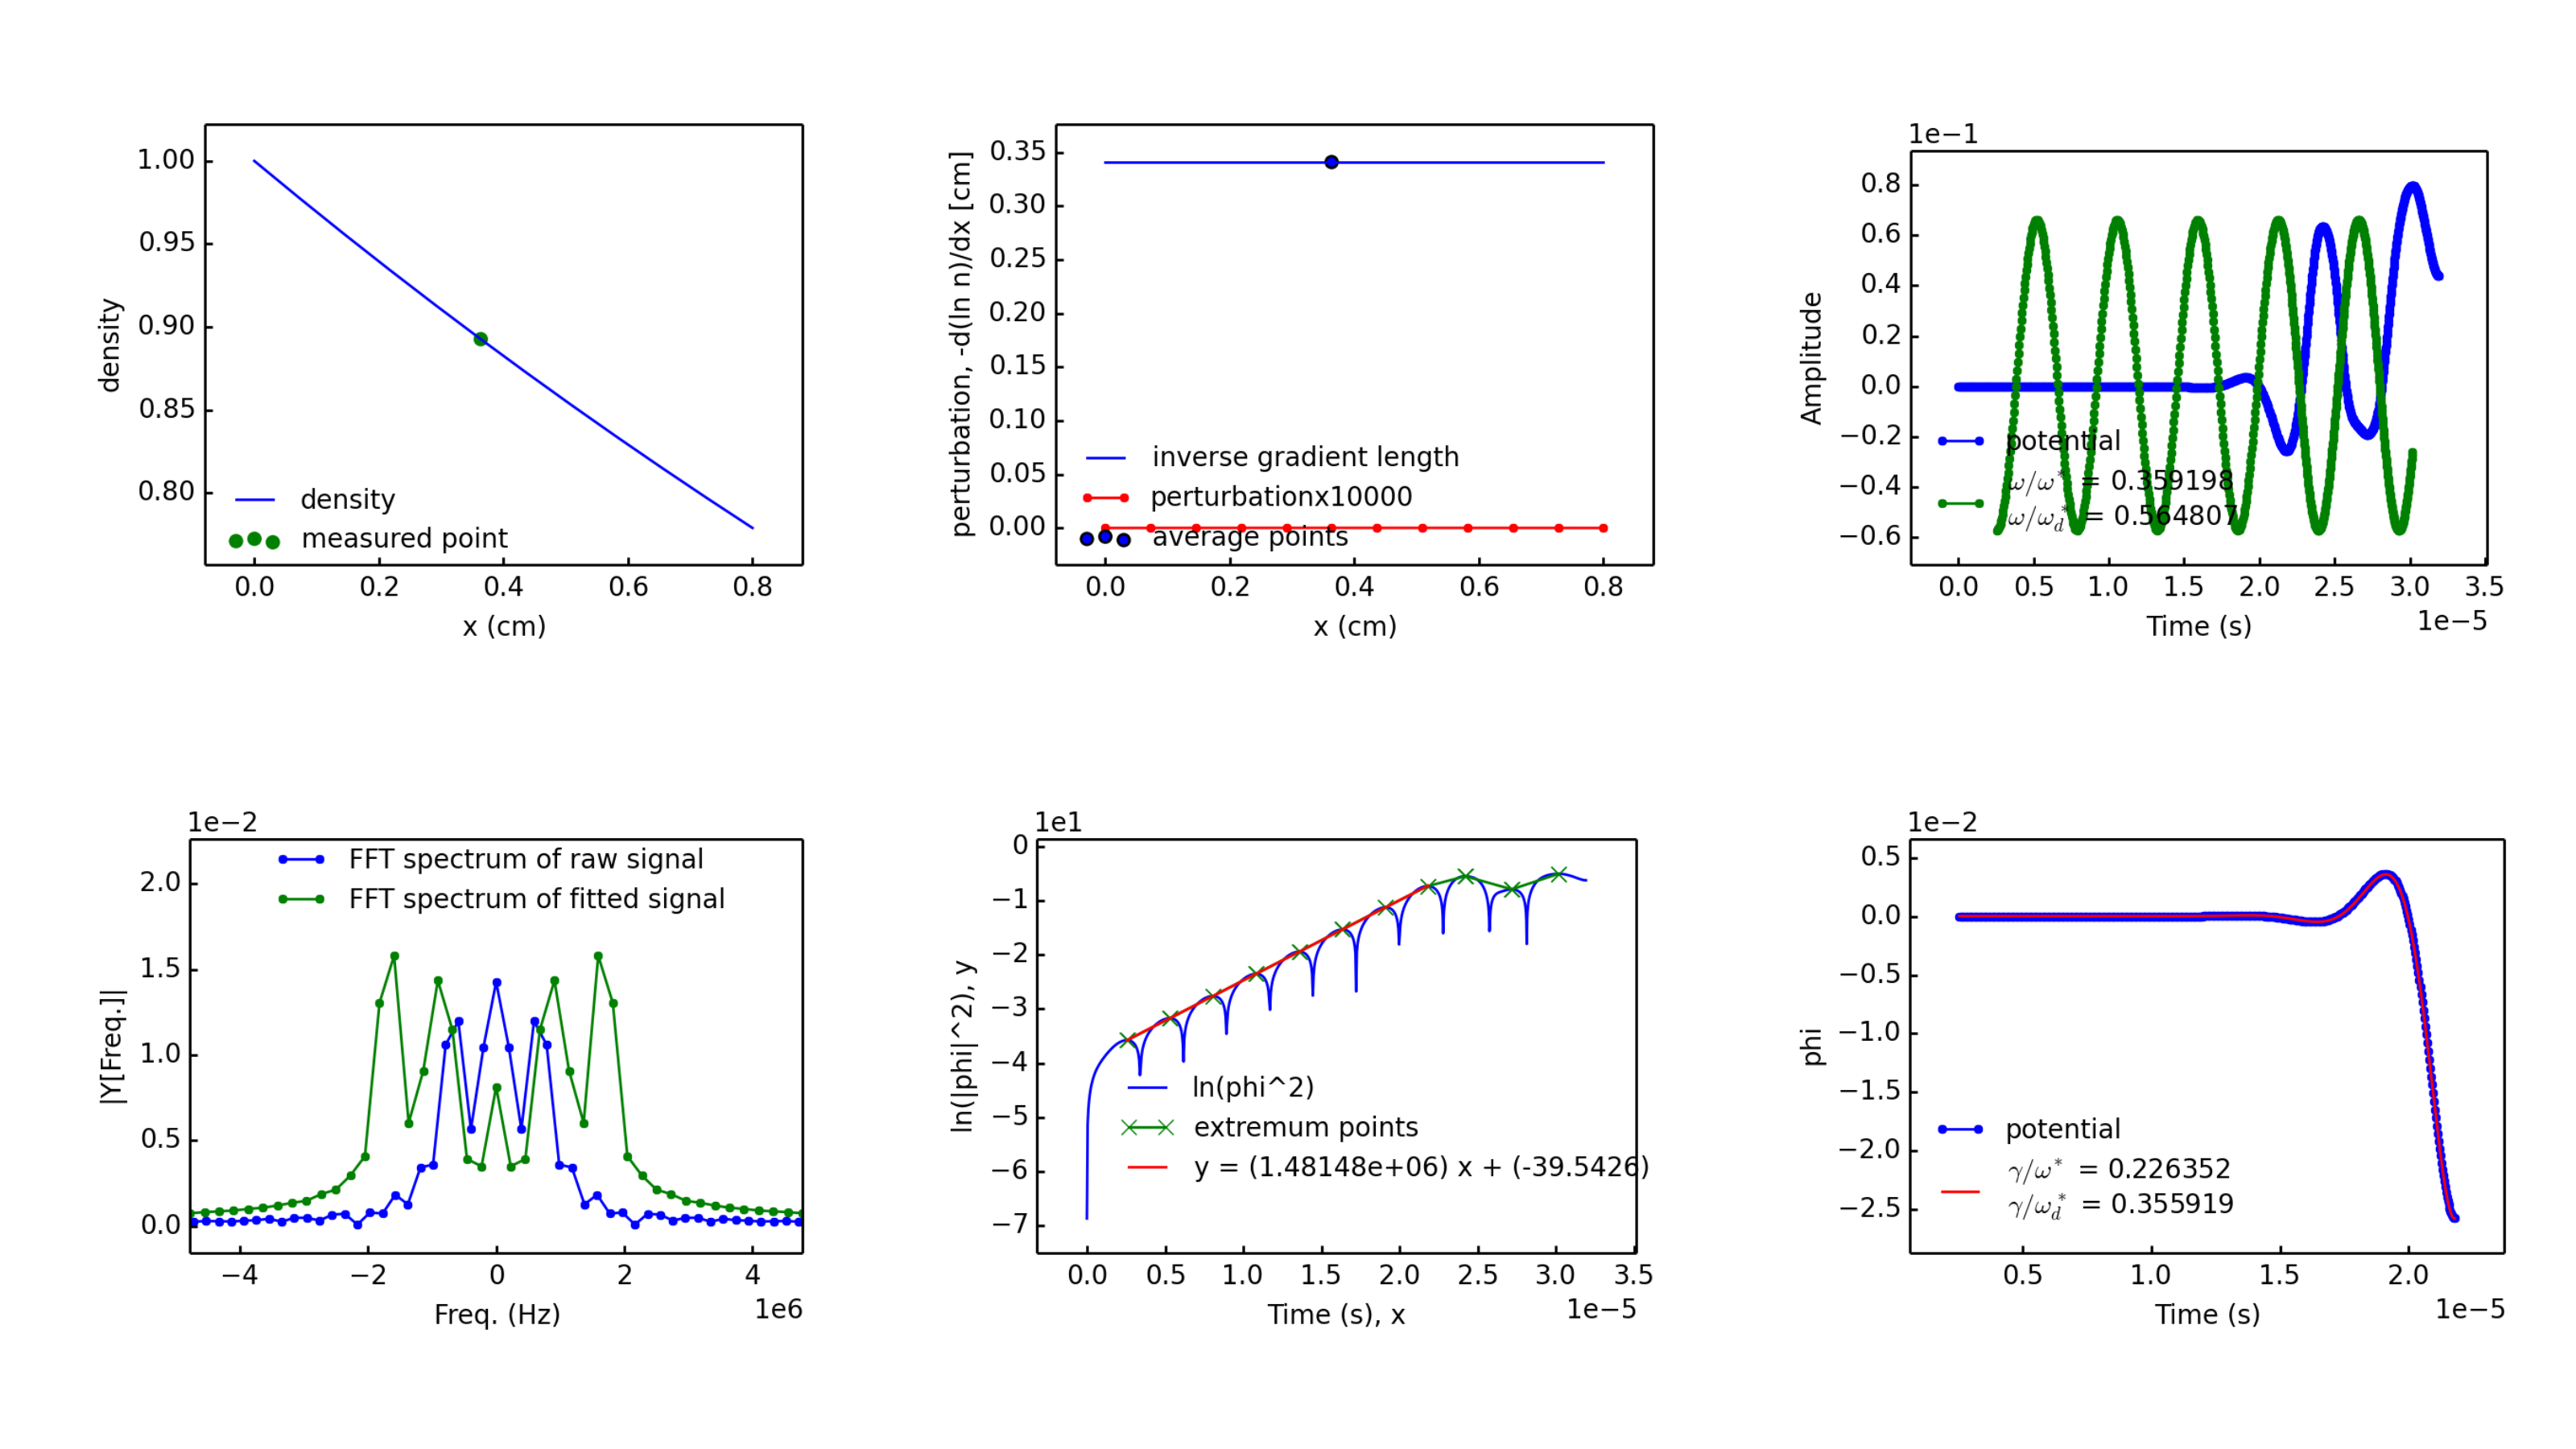 1.00
0.95
0.90
0.85
0.80
density
density
measured point
0.0 0.2 0.4 0.6 0.8
x (cm)
0.35
0.30
0.25
0.20
0.15
0.10
0.05
0.00
perturbation, -d(ln n)/dx [cm]
inverse gradient length
perturbationx10000
average points
0.0 0.2 0.4 0.6 0.8
x (cm)
1e−1
0.8
0.6
0.4
0.2
0.0
−0.2
−0.4
−0.6
Amplitude
potential
ω/ω* = 0.359198
ω/ω*_d = 0.564807
0.0 0.5 1.0 1.5 2.0 2.5 3.0 3.5
1e−5
Time (s)
1e−2
2.0
1.5
1.0
0.5
0.0
|Y[Freq.]|
FFT spectrum of raw signal
FFT spectrum of fitted signal
−4 −2 0 2 4
1e6
Freq. (Hz)
1e1
0
−1
−2
−3
−4
−5
−6
−7
ln(|phi|^2), y
ln(phi^2)
extremum points
y = (1.48148e+06) x + (-39.5426)
0.0 0.5 1.0 1.5 2.0 2.5 3.0 3.5
1e−5
Time (s), x
1e−2
0.5
0.0
−0.5
−1.0
−1.5
−2.0
−2.5
phi
potential
γ/ω* = 0.226352
γ/ω*_d = 0.355919
0.5 1.0 1.5 2.0
1e−5
Time (s)